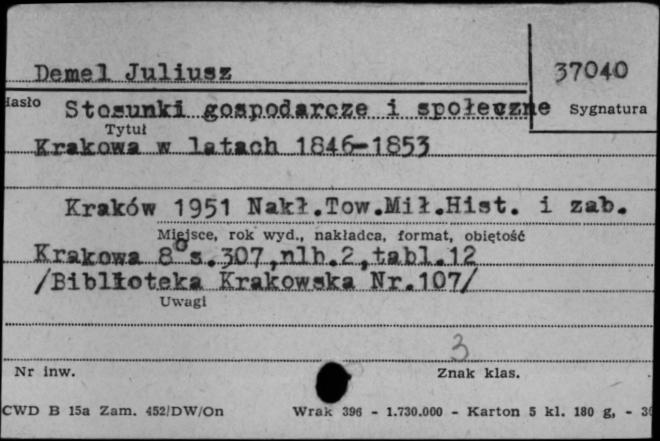 Demel Juliusz
37040
Hasło
Stosunki gospodarcze i społeczne
Sygnatura
Tytuł
Krakowa w latach 1846-1853
Kraków 1951 Nakł.Tow.Mił.Hist. i zab.
Miejsce, rok wyd., nakładca, format, objętość
Krakowa 8° s.307,nlb.2,tabl.12
/Biblioteka Krakowska Nr.107/
Uwagi
3
Nr inw.
Znak klas.
CWD B 15a Zam. 452/DW/On
Wrak 396 - 1.730.000 - Karton 5 kl. 180 g, - 3